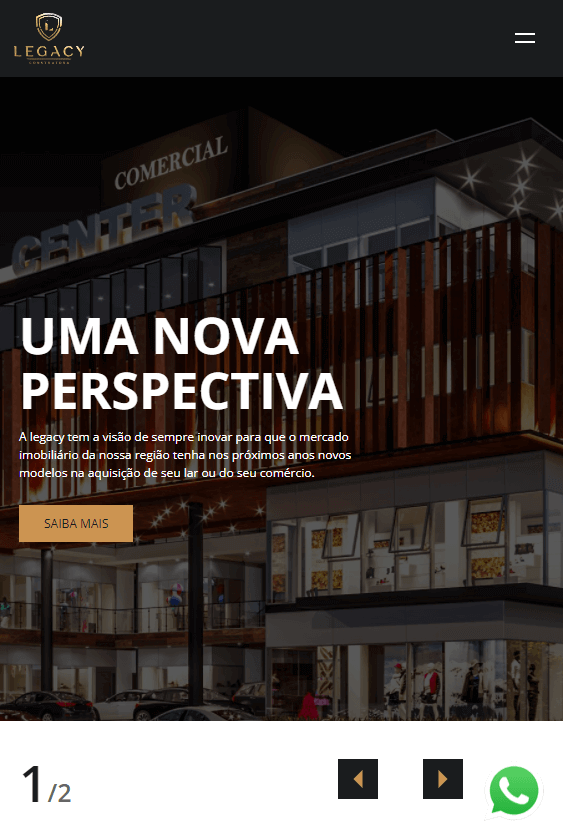 LEGACY
CONSTRUTORA
COMERCIAL
CENTER
UMA NOVA
PERSPECTIVA
A legacy tem a visão de sempre inovar para que o mercado
imobiliário da nossa região tenha nos próximos anos novos
modelos na aquisição de seu lar ou do seu comércio.
SAIBA MAIS
1/2